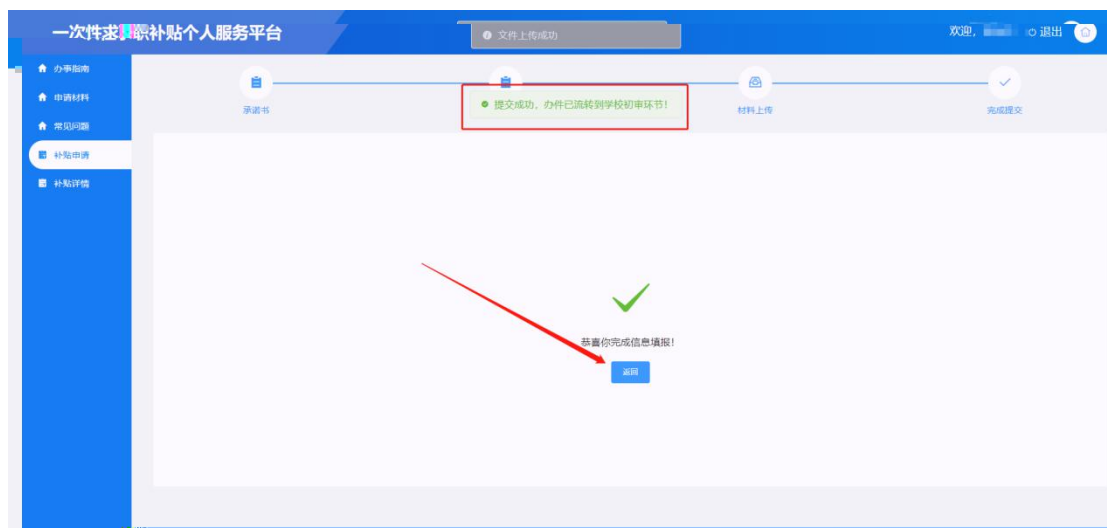 一次性求职补贴个人服务平台
文件上传成功
欢迎,
退出
办事指南
申请材料
常见问题
补贴申请
补贴详情
承诺书
提交成功，办件已流转到学校初审环节！
材料上传
完成提交
恭喜你完成信息填报！
返回